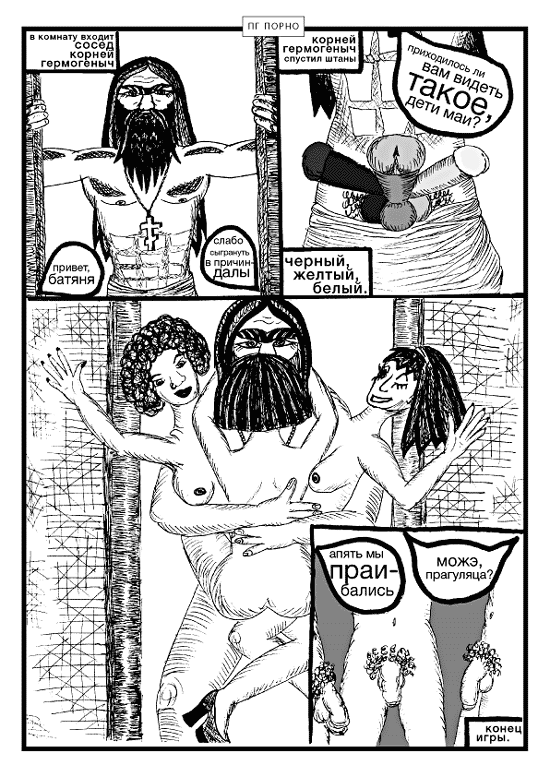 ПГ ПОРНО
в комнату входит
сосед
корней
гермогеныч
привет,
батяня
слабо
сыгрануть
в причин-
далы
корней
гермогеныч
спустил штаны
приходилось ли
вам видеть
такое,
дети маи?
черный,
желтый,
белый.
апять мы
праи-
бались
можэ,
прагуляца?
конец
игры.